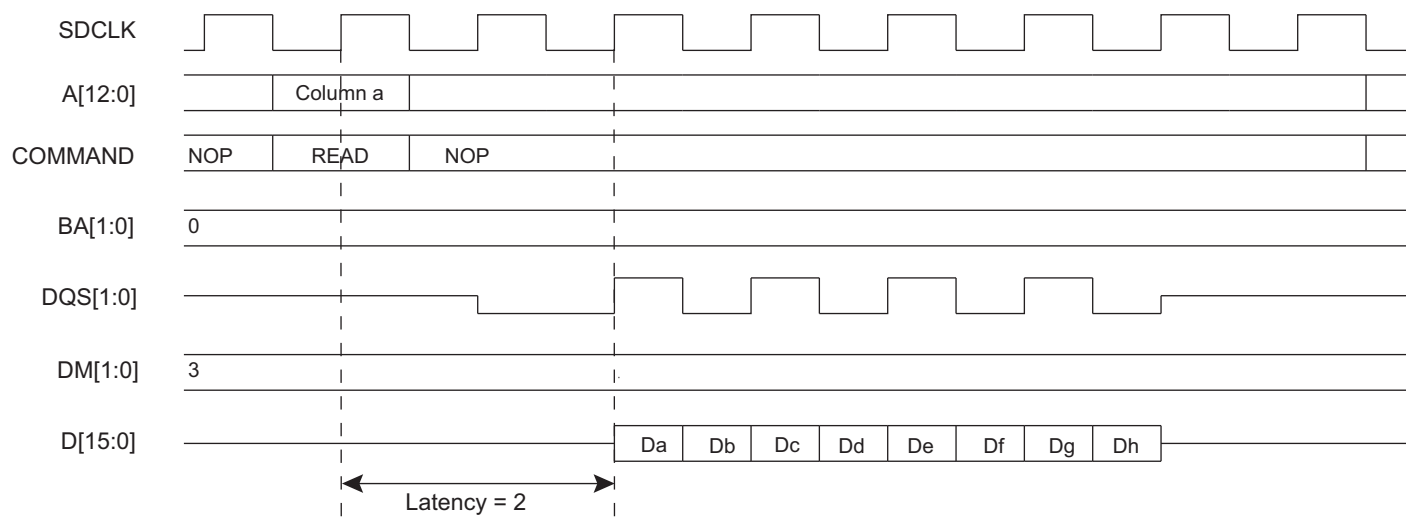 SDCLK
A[12:0] Column a
COMMAND NOP READ NOP
BA[1:0] 0
DQS[1:0]
DM[1:0] 3
D[15:0] Da Db Dc Dd De Df Dg Dh
Latency = 2